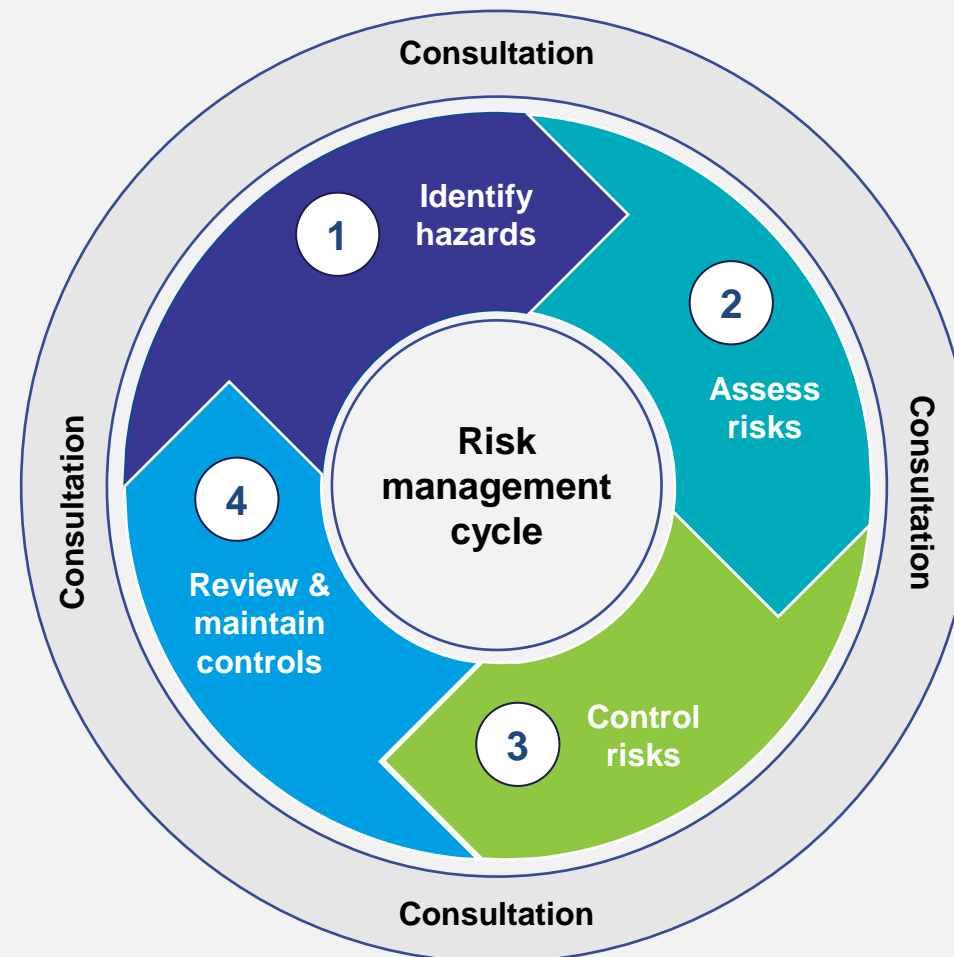 Consultation
1
Identify
hazards
2
Assess
risks
Consultation
Risk
management
cycle
Consultation
4
Review &
maintain
controls
3
Control
risks
Consultation